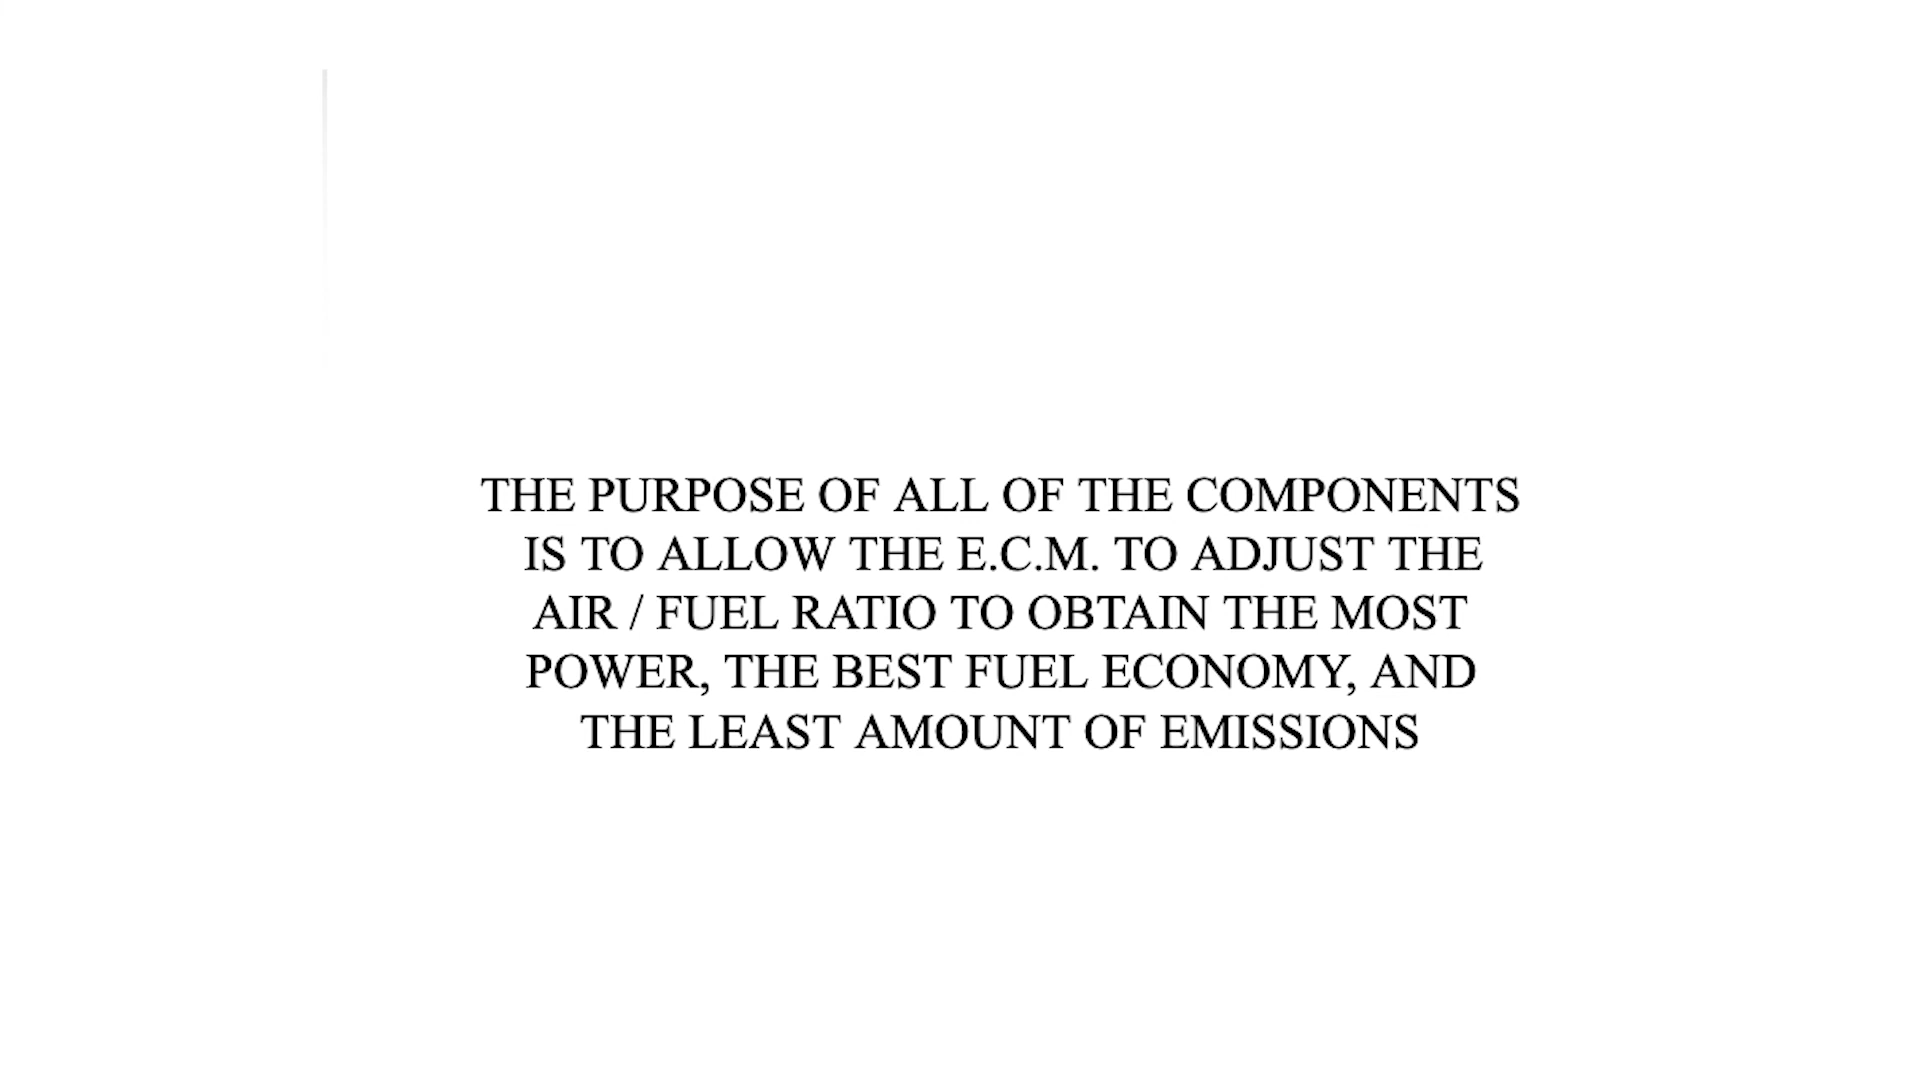 THE PURPOSE OF ALL OF THE COMPONENTS
IS TO ALLOW THE E.C.M. TO ADJUST THE
AIR / FUEL RATIO TO OBTAIN THE MOST
POWER, THE BEST FUEL ECONOMY, AND
THE LEAST AMOUNT OF EMISSIONS